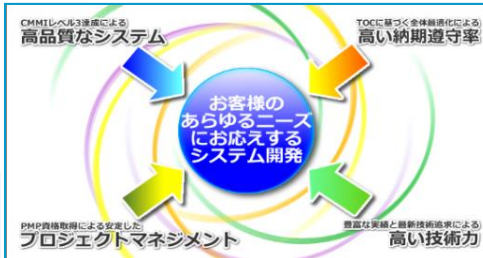 CMMIレベル3達成による
高品質なシステム
TOCに基づく全体最適化による
高い納期遵守率
お客様の
あらゆるニーズ
にお応えする
システム開発
PMP資格取得による安定した
プロジェクトマネジメント
豊富な実績と最新技術追求による
高い技術力